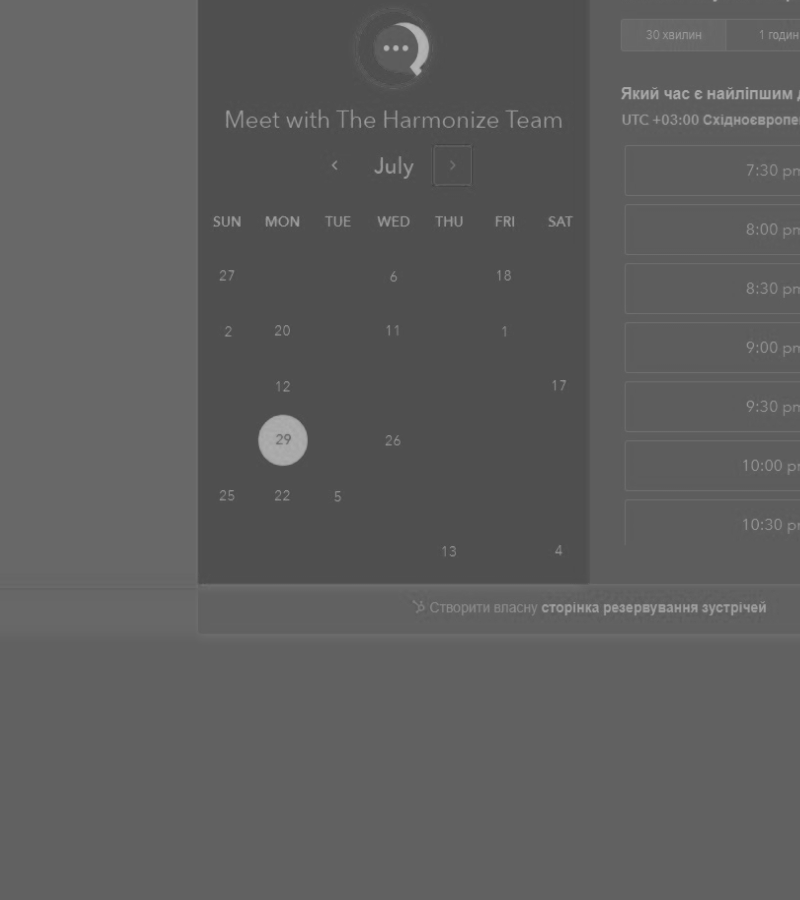 Meet with The Harmonize Team
July
SUN MON TUE WED THU FRI SAT
27 6 18
2 20 11 1
12 17
29 26
25 22 5
13 4
30 хвилин 1 годин
Який час є найліпшим
UTC +03:00 Східноєвропе
7:30 pm
8:00 pm
8:30 pm
9:00 pm
9:30 pm
10:00 p
10:30 p
Створити власну сторінка резервування зустрічей